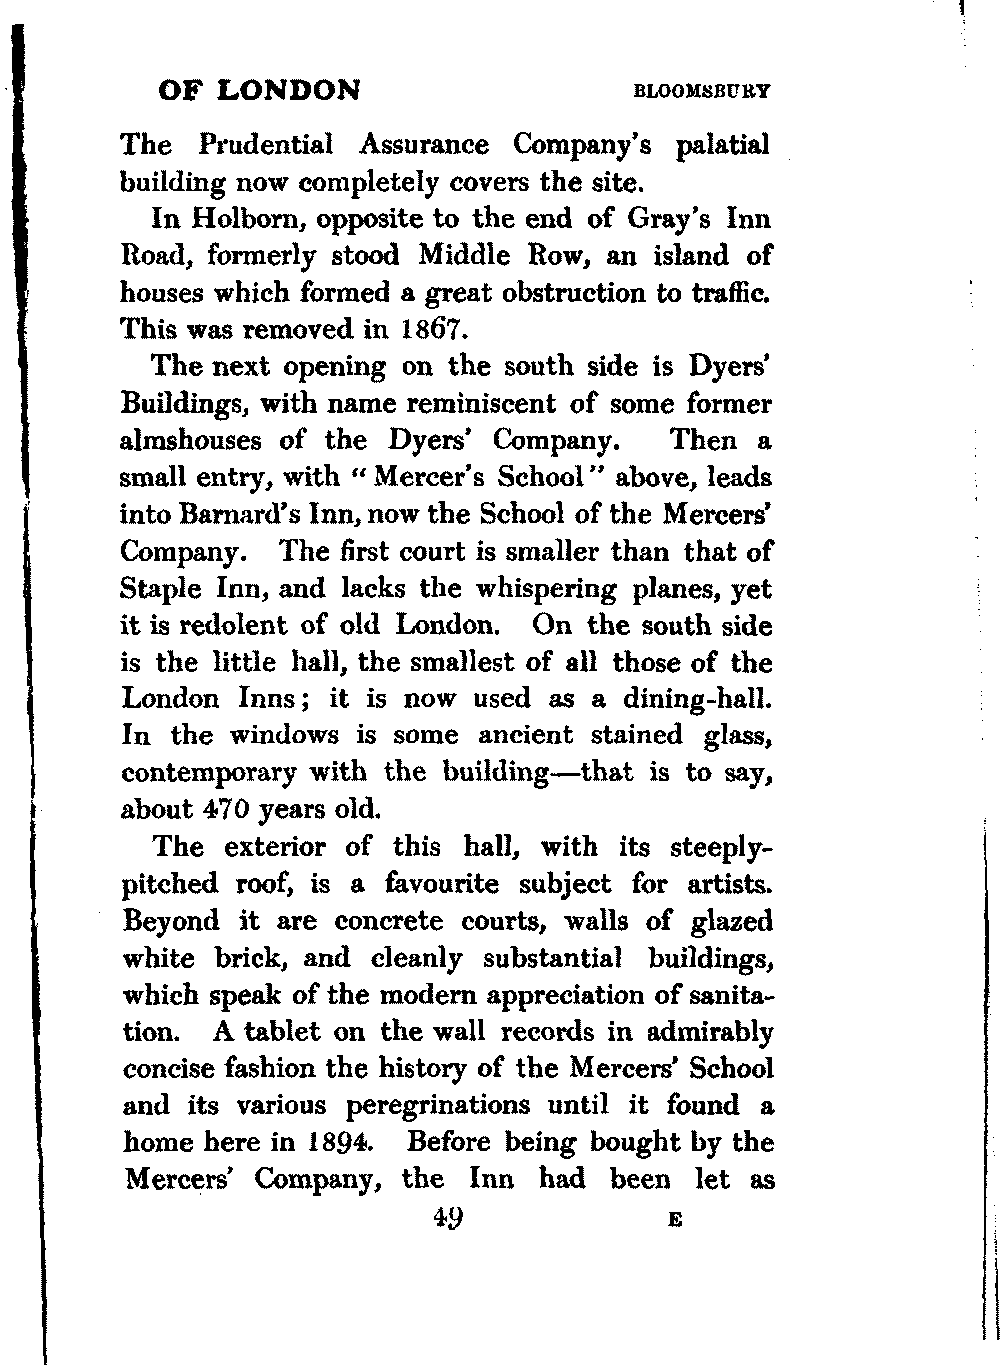 OF LONDON BLOOMSBURY
The Prudential Assurance Company's palatial
building now completely covers the site.
In Holborn, opposite to the end of Gray's Inn
Road, formerly stood Middle Row, an island of
houses which formed a great obstruction to traffic.
This was removed in 1867.
The next opening on the south side is Dyers'
Buildings, with name reminiscent of some former
almshouses of the Dyers' Company. Then a
small entry, with "Mercer's School" above, leads
into Barnard's Inn, now the School of the Mercers'
Company. The first court is smaller than that of
Staple Inn, and lacks the whispering planes, yet
it is redolent of old London. On the south side
is the little hall, the smallest of all those of the
London Inns; it is now used as a dining-hall.
In the windows is some ancient stained glass,
contemporary with the building—that is to say,
about 470 years old.
The exterior of this hall, with its steeply-
pitched roof, is a favourite subject for artists.
Beyond it are concrete courts, walls of glazed
white brick, and cleanly substantial buildings,
which speak of the modern appreciation of sanita-
tion. A tablet on the wall records in admirably
concise fashion the history of the Mercers' School
and its various peregrinations until it found a
home here in 1894. Before being bought by the
Mercers' Company, the Inn had been let as
49 E